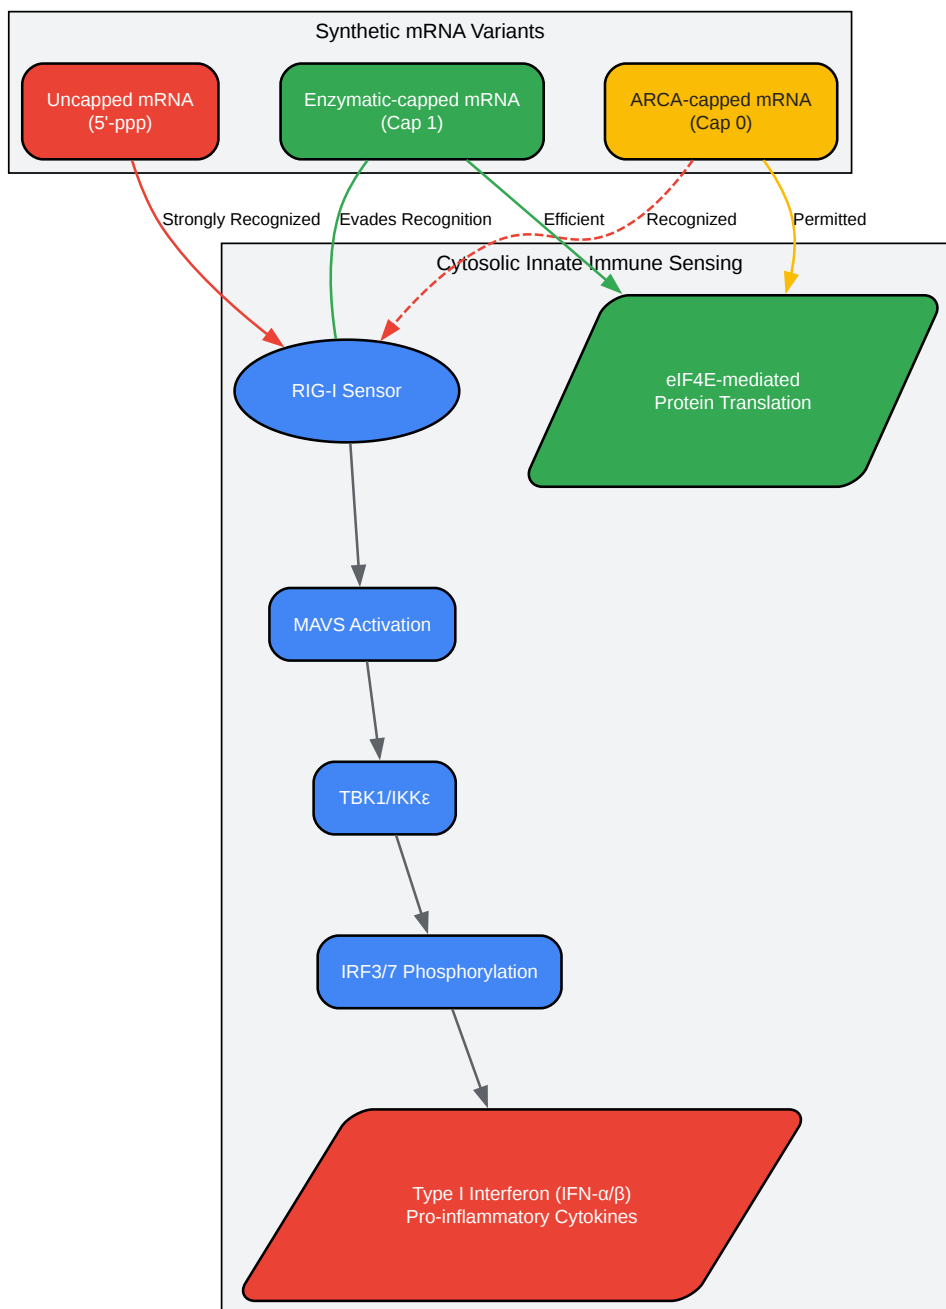 Synthetic mRNA Variants
Uncapped mRNA
(5'-ppp)
Enzymatic-capped mRNA
(Cap 1)
ARCA-capped mRNA
(Cap 0)
Strongly Recognized
Evades Recognition
Efficient
Recognized
Permitted
Cytosolic Innate Immune Sensing
RIG-I Sensor
eIF4E-mediated
Protein Translation
MAVS Activation
TBK1/IKKε
IRF3/7 Phosphorylation
Type I Interferon (IFN-α/β)
Pro-inflammatory Cytokines